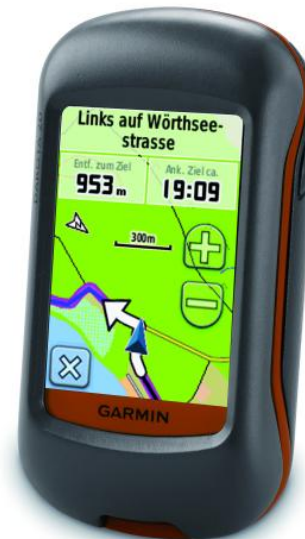 Links auf Wörthsee-
strasse
Entf. zum Ziel
953 m
Ank. Ziel ca.
19:09
300m
GARMIN